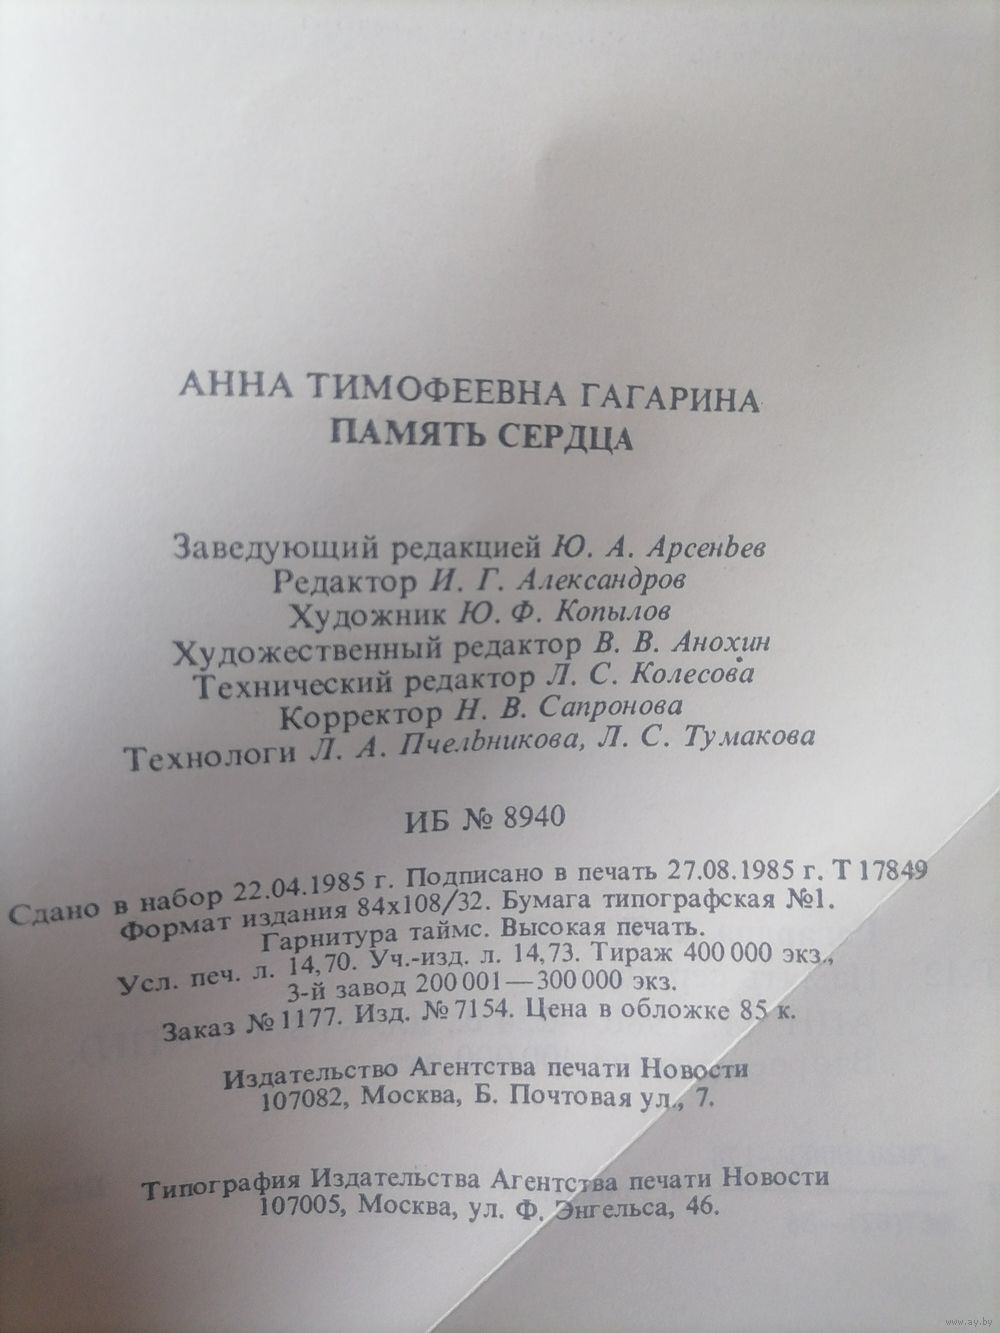 АННА ТИМОФЕЕВНА ГАГАРИНА
ПАМЯТЬ СЕРДЦА
Заведующий редакцией Ю. А. Арсеньев
Редактор И. Г. Александров
Художник Ю. Ф. Копылов
Художественный редактор В. В. Анохин
Технический редактор Л. С. Колесова
Корректор Н. В. Сапронова
Технологи Л. А. Пчельникова, Л. С. Тумакова
ИБ № 8940
Сдано в набор 22.04.1985 г. Подписано в печать 27.08.1985 г. Т 17849
Формат издания 84х108/32. Бумага типографская №1.
Гарнитура таймс. Высокая печать.
Усл. печ. л. 14,70. Уч.-изд. л. 14,73. Тираж 400 000 экз.,
3-й завод 200 001—300 000 экз.
Заказ № 1177. Изд. № 7154. Цена в обложке 85 к.
Издательство Агентства печати Новости
107082, Москва, Б. Почтовая ул., 7.
Типография Издательства Агентства печати Новости
107005, Москва, ул. Ф. Энгельса, 46.
www.ay.by